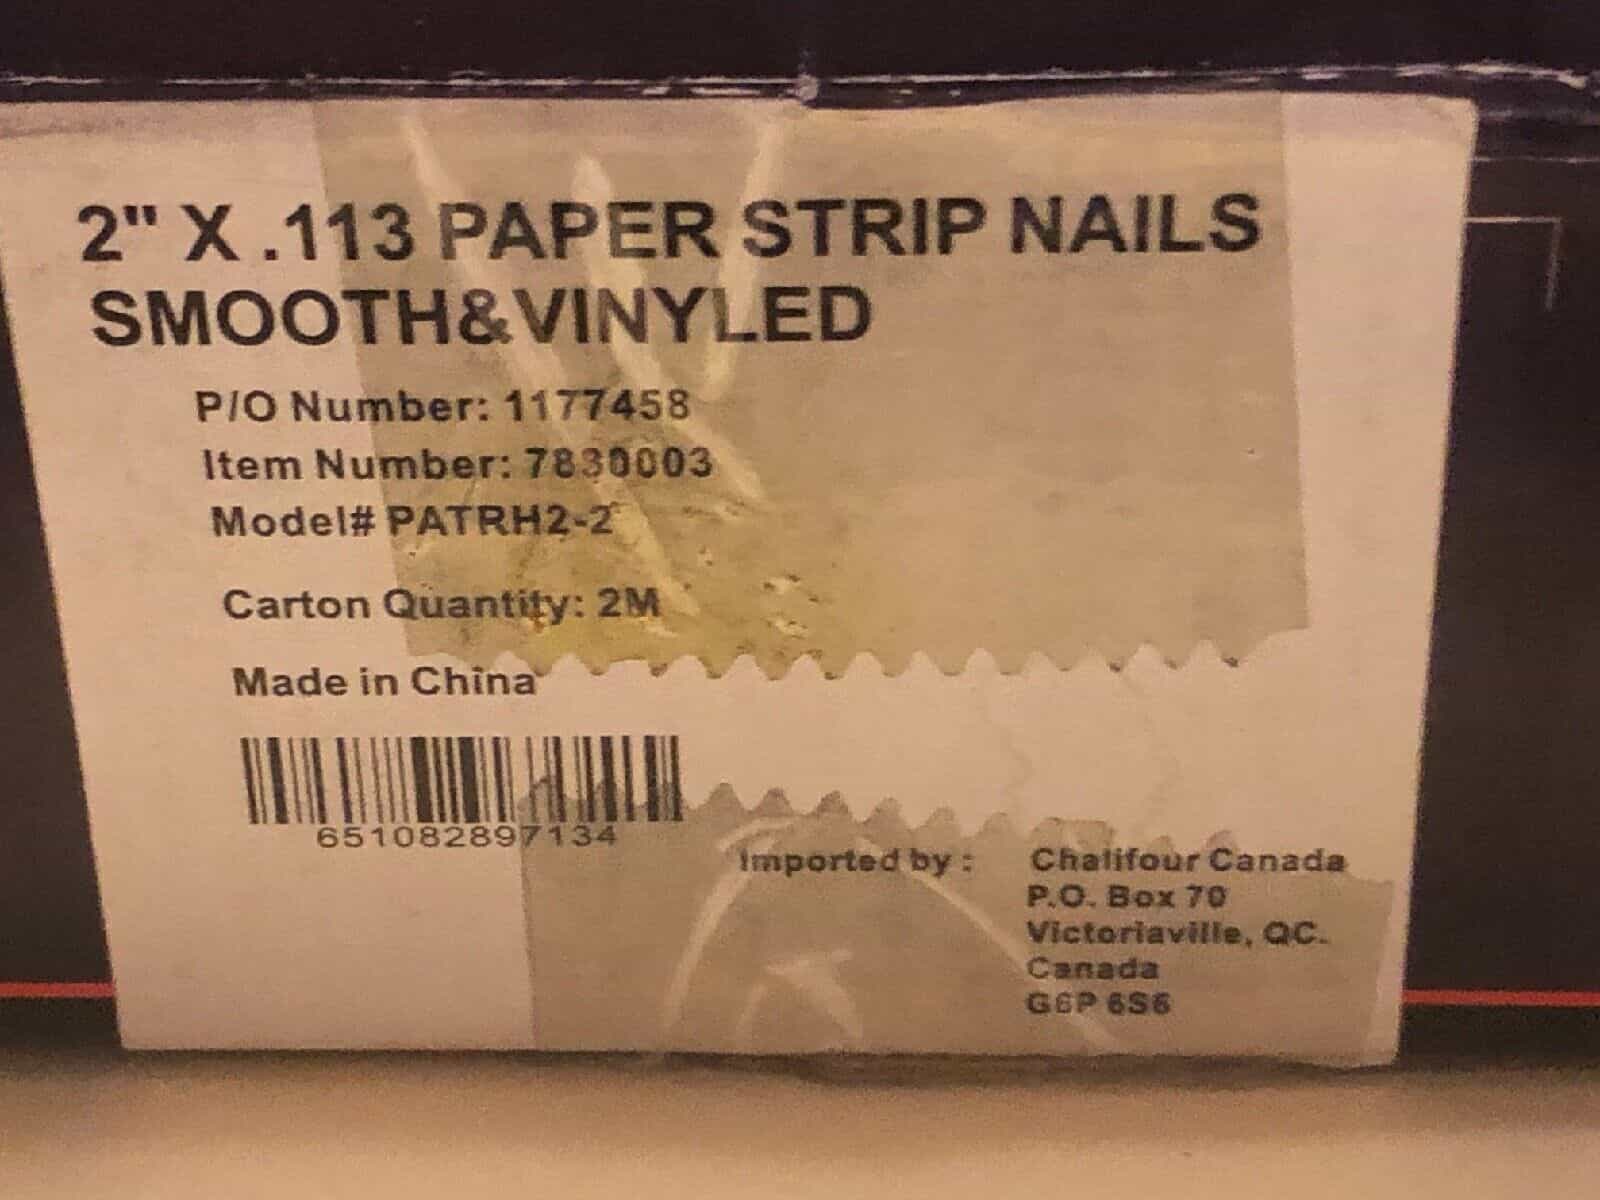 2" X .113 PAPER STRIP NAILS
SMOOTH&VINYLED
P/O Number: 1177458
Item Number: 7830003
Model# PATRH2-2
Carton Quantity: 2M
Made in China
651082897134
Imported by : Chalifour Canada
P.O. Box 70
Victoriaville, QC.
Canada
G6P 6S6